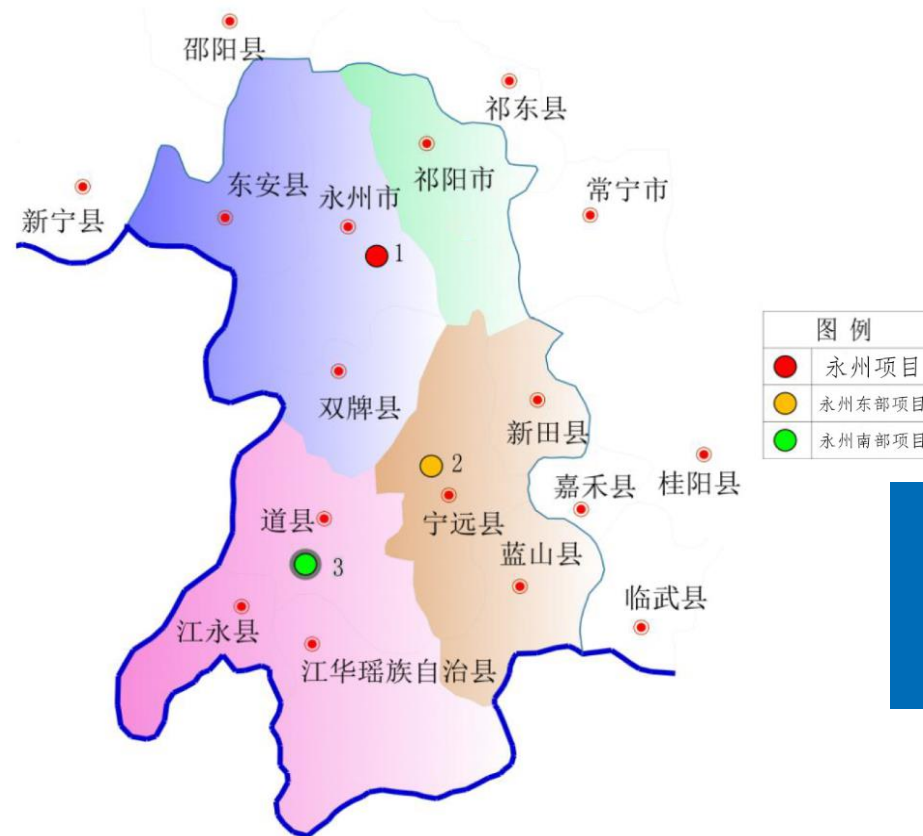 邵阳县
祁东县
祁阳市
东安县
永州市
常宁市
新宁县
1
图 例
永州项目
永州东部项目
永州南部项目
双牌县
新田县
2
嘉禾县
桂阳县
宁远县
道县
蓝山县
3
临武县
江永县
江华瑶族自治县